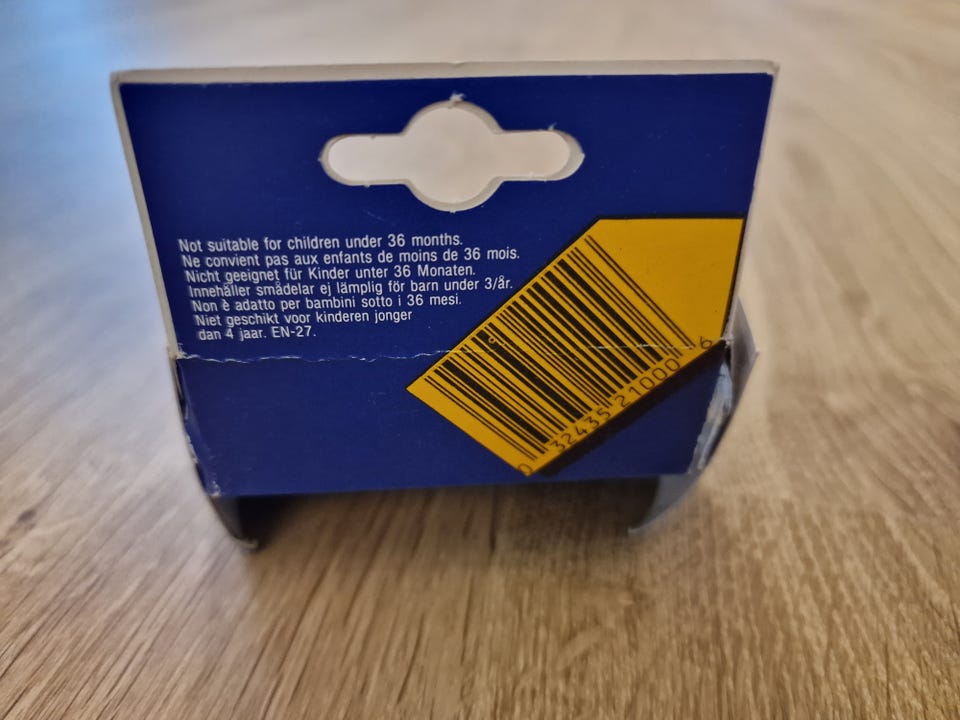 Not suitable for children under 36 months.
Ne convient pas aux enfants de moins de 36 mois.
Nicht geeignet für Kinder unter 36 Monaten.
Innehåller smådelar ej lämplig för barn under 3/år.
Non è adatto per bambini sotto i 36 mesi.
Niet geschikt voor kinderen jonger
dan 4 jaar. EN-27.
0 32435 21000 6